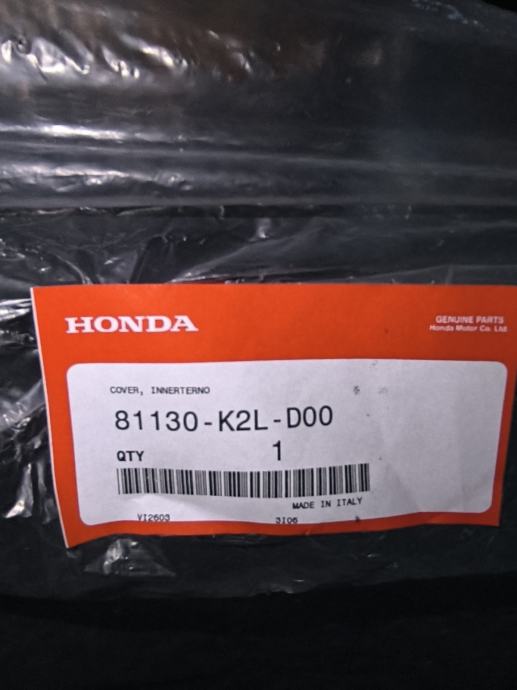 HONDA
GENUINE PARTS
Honda Motor Co. Ltd.
COVER, INNERTERNO
81130-K2L-D00
QTY 1
MADE IN ITALY
VI2603 3I06